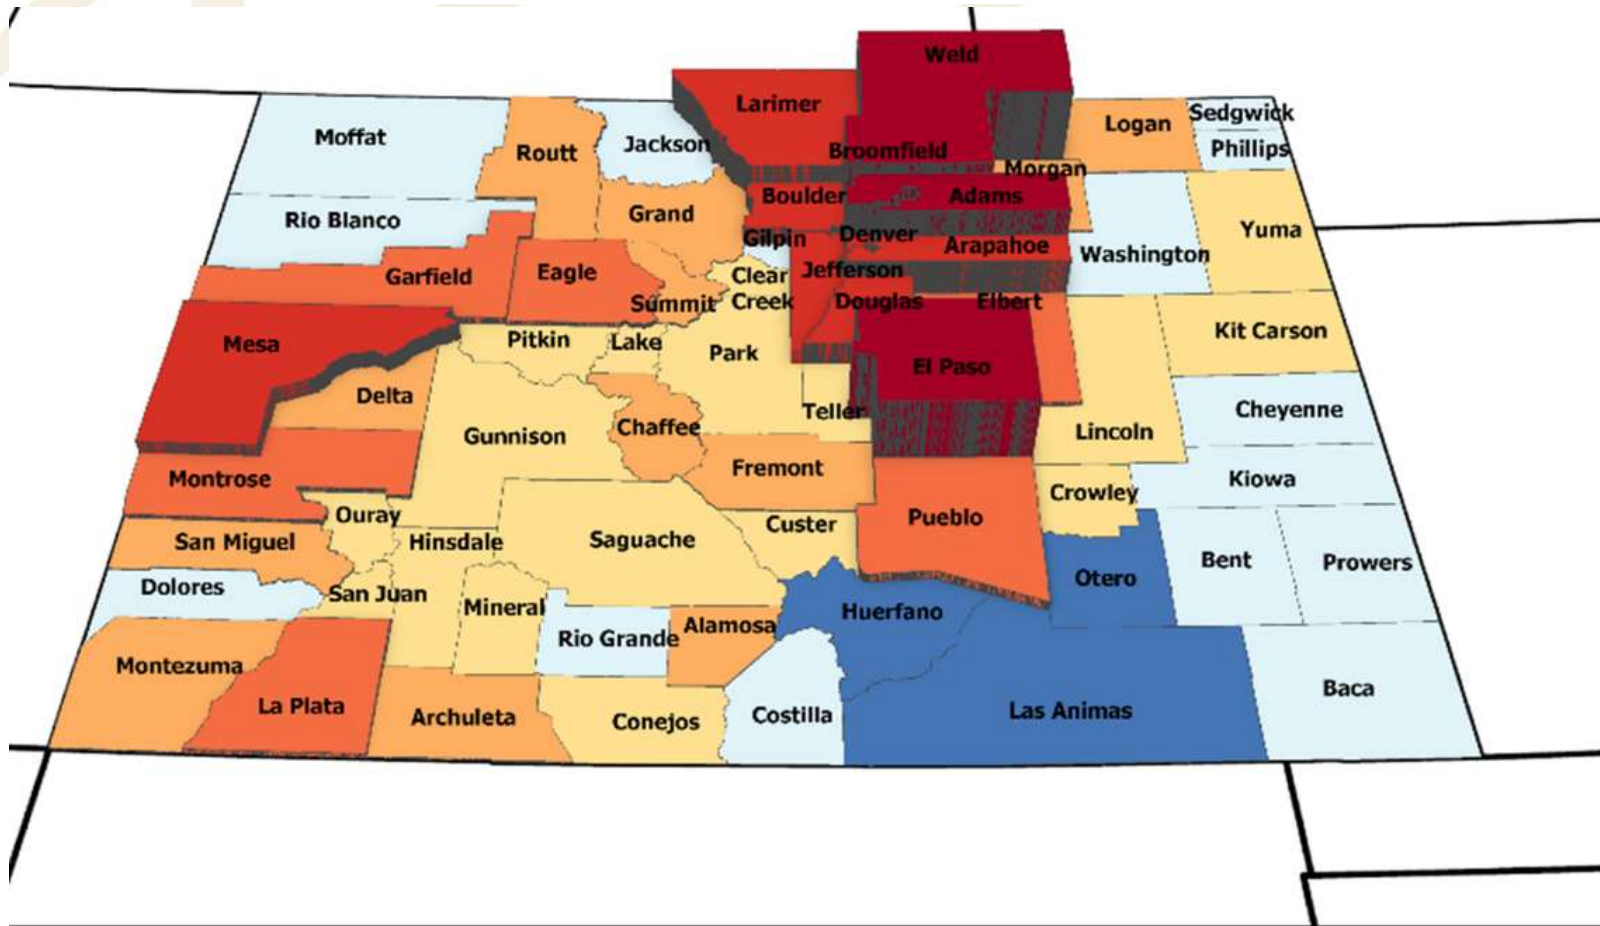 Weld
Larimer
Moffat
Routt
Jackson
Broomfield
Logan
Sedgwick
Phillips
Morgan
Rio Blanco
Grand
Boulder
Adams
Yuma
Gilpin
Denver
Arapahoe
Washington
Garfield
Eagle
Clear
Creek
Jefferson
Summit
Douglas
Elbert
Mesa
Pitkin
Lake
Park
El Paso
Kit Carson
Delta
Gunnison
Chaffee
Teller
Lincoln
Cheyenne
Montrose
Fremont
Crowley
Kiowa
Ouray
Hinsdale
Saguache
Custer
Pueblo
San Miguel
Dolores
San Juan
Mineral
Rio Grande
Alamosa
Huerfano
Otero
Bent
Prowers
Montezuma
La Plata
Archuleta
Conejos
Costilla
Las Animas
Baca